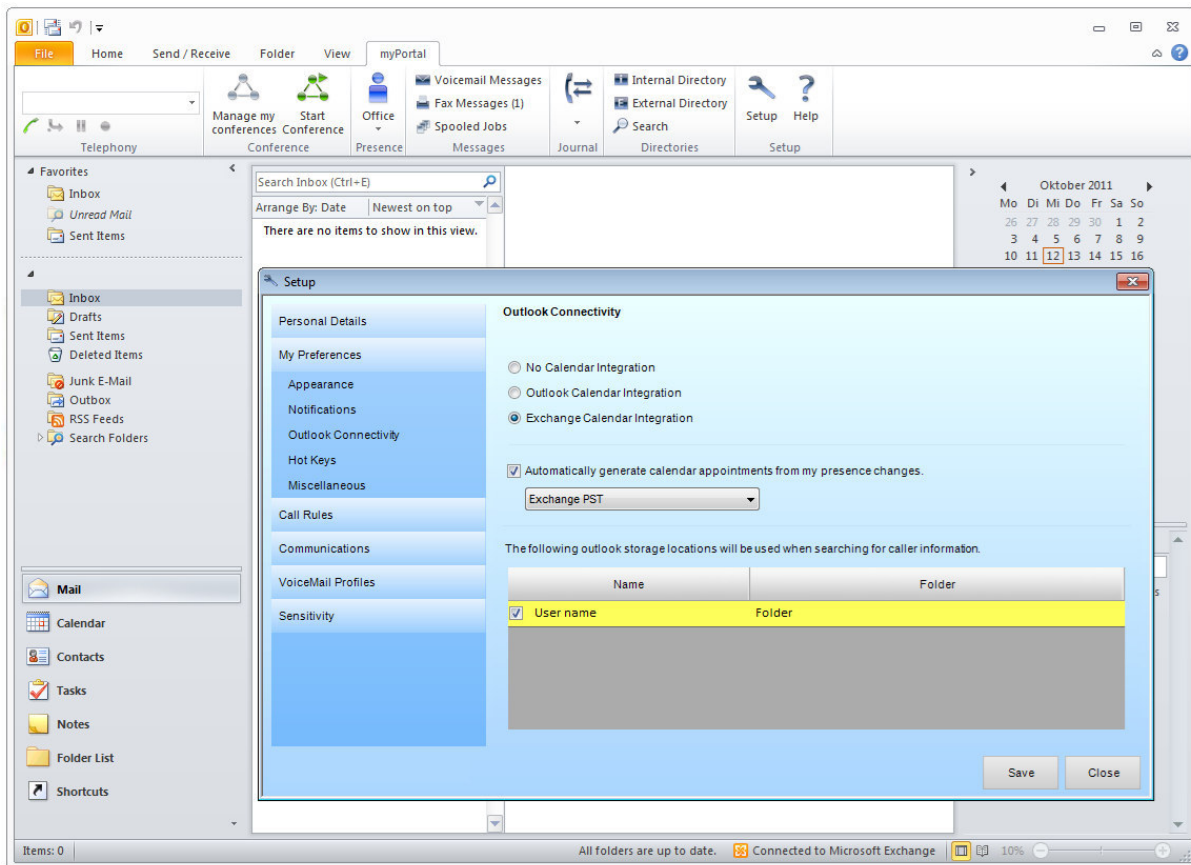 File Home Send / Receive Folder View myPortal
Manage my conferences
Start Conference
Office
Voicemail Messages
Fax Messages (1)
Spooled Jobs
Internal Directory
External Directory
Search
Setup Help
Telephony Conference Presence Messages Journal Directories Setup
Favorites
Inbox
Unread Mail
Sent Items
Inbox
Drafts
Sent Items
Deleted Items
Junk E-Mail
Outbox
RSS Feeds
Search Folders
Mail
Calendar
Contacts
Tasks
Notes
Folder List
Shortcuts
Search Inbox (Ctrl+E)
Arrange By: Date Newest on top
There are no items to show in this view.
Oktober 2011
Mo Di Mi Do Fr Sa So
26 27 28 29 30 1 2
3 4 5 6 7 8 9
10 11 12 13 14 15 16
Setup
Personal Details
My Preferences
Appearance
Notifications
Outlook Connectivity
Hot Keys
Miscellaneous
Call Rules
Communications
VoiceMail Profiles
Sensitivity
Outlook Connectivity
No Calendar Integration
Outlook Calendar Integration
Exchange Calendar Integration
Automatically generate calendar appointments from my presence changes.
Exchange PST
The following outlook storage locations will be used when searching for caller information.
Name Folder
User name Folder
Save Close
Items: 0 All folders are up to date. Connected to Microsoft Exchange 10%